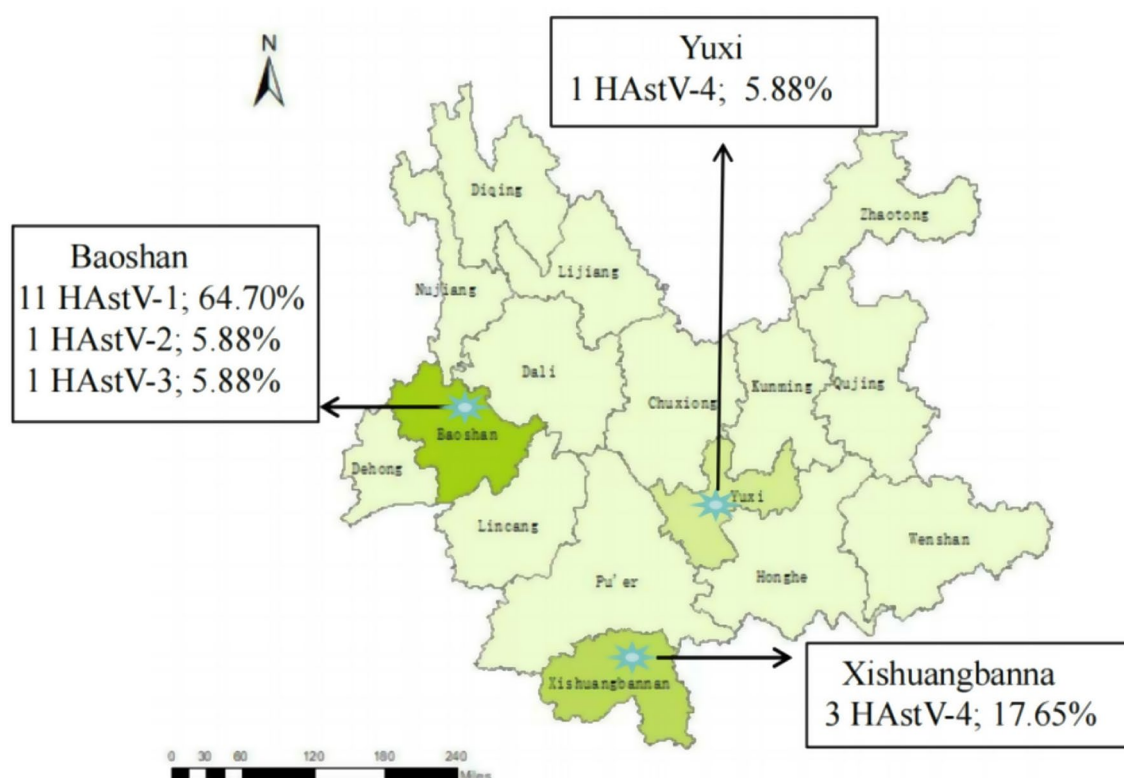 N
Yuxi
1 HAstV-4; 5.88%
Baoshan
11 HAstV-1; 64.70%
1 HAstV-2; 5.88%
1 HAstV-3; 5.88%
Diqing
Zhaotong
Nujiang
Lijiang
Dali
Chuxiong
Kunming
Qujing
Baoshan
Dehong
Yuxi
Lincang
Wenshan
Pu'er
Honghe
Xishuangbannan
Xishuangbanna
3 HAstV-4; 17.65%
0 30 60 120 180 240
Miles